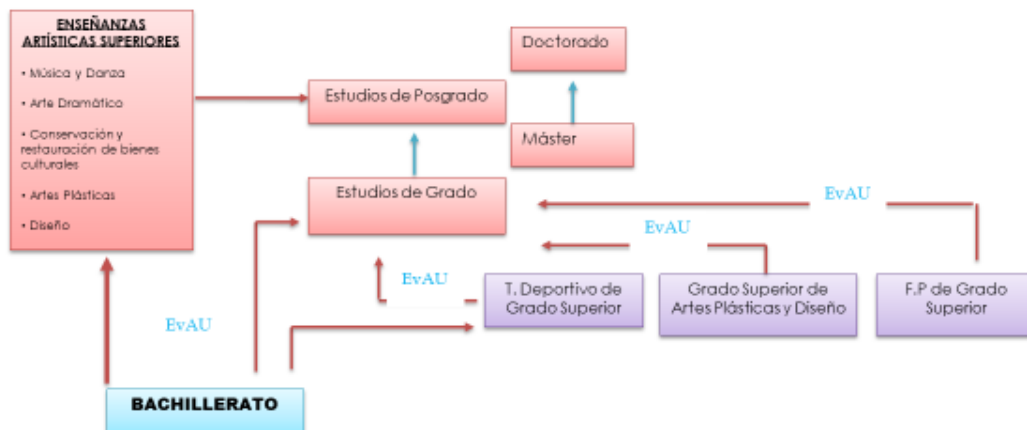 ENSEÑANZAS
ARTÍSTICAS SUPERIORES
• Música y Danza
• Arte Dramático
• Conservación y
restauración de bienes
culturales
• Artes Plásticas
• Diseño
Doctorado
Estudios de Posgrado
Máster
Estudios de Grado
EvAU
EvAU
EvAU
T. Deportivo de
Grado Superior
Grado Superior de
Artes Plásticas y Diseño
F.P de Grado
Superior
EvAU
BACHILLERATO